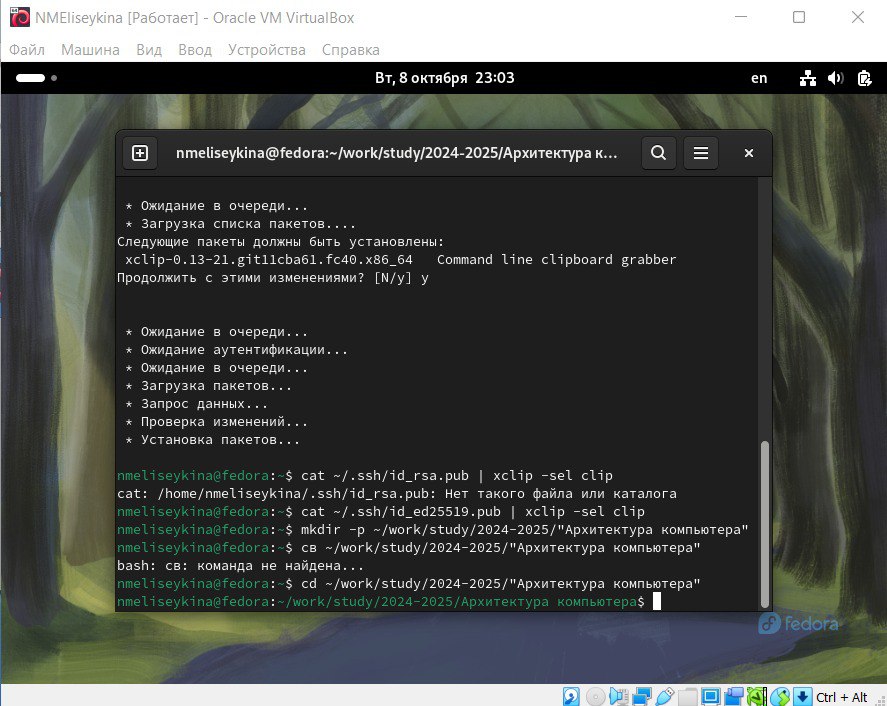 NMEliseykina [Работает] - Oracle VM VirtualBox
Файл Машина Вид Ввод Устройства Справка
Вт, 8 октября 23:03 en
nmeliseykina@fedora:~/work/study/2024-2025/Архитектура к...
* Ожидание в очереди...
* Загрузка списка пакетов....
Следующие пакеты должны быть установлены:
xclip-0.13-21.git11cba61.fc40.x86_64 Command line clipboard grabber
Продолжить с этими изменениями? [N/y] y
* Ожидание в очереди...
* Ожидание аутентификации...
* Ожидание в очереди...
* Загрузка пакетов...
* Запрос данных...
* Проверка изменений...
* Установка пакетов...
nmeliseykina@fedora:~$ cat ~/.ssh/id_rsa.pub | xclip -sel clip
cat: /home/nmeliseykina/.ssh/id_rsa.pub: Нет такого файла или каталога
nmeliseykina@fedora:~$ cat ~/.ssh/id_ed25519.pub | xclip -sel clip
nmeliseykina@fedora:~$ mkdir -p ~/work/study/2024-2025/"Архитектура компьютера"
nmeliseykina@fedora:~$ св ~/work/study/2024-2025/"Архитектура компьютера"
bash: св: команда не найдена...
nmeliseykina@fedora:~$ cd ~/work/study/2024-2025/"Архитектура компьютера"
nmeliseykina@fedora:~/work/study/2024-2025/Архитектура компьютера$
fedora
Ctrl + Alt